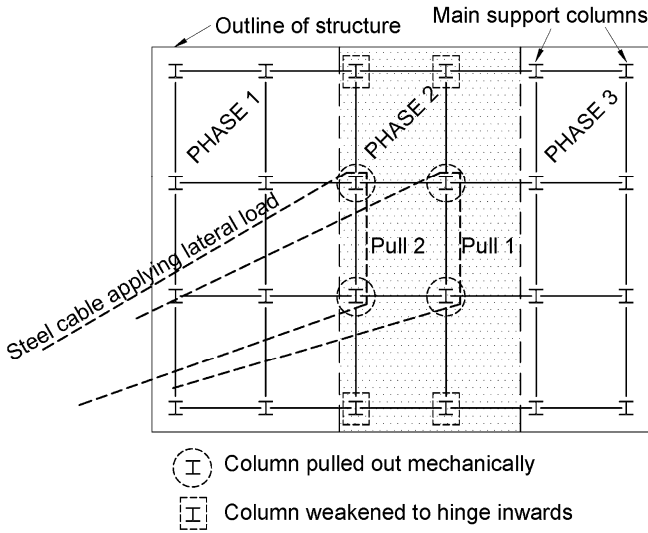 Outline of structure
Main support columns
PHASE 1
PHASE 2
PHASE 3
Steel cable applying lateral load
Pull 2
Pull 1
Column pulled out mechanically
Column weakened to hinge inwards